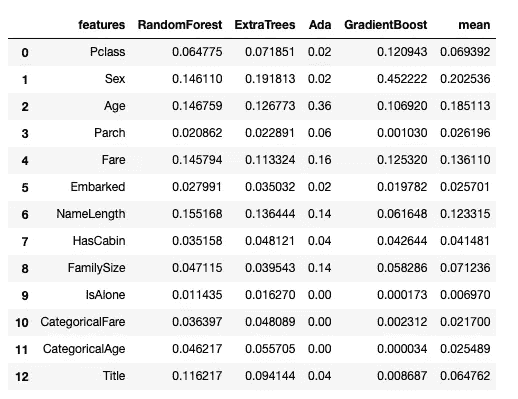 features RandomForest ExtraTrees Ada GradientBoost mean
0 Pclass 0.064775 0.071851 0.02 0.120943 0.069392
1 Sex 0.146110 0.191813 0.02 0.452222 0.202536
2 Age 0.146759 0.126773 0.36 0.106920 0.185113
3 Parch 0.020862 0.022891 0.06 0.001030 0.026196
4 Fare 0.145794 0.113324 0.16 0.125320 0.136110
5 Embarked 0.027991 0.035032 0.02 0.019782 0.025701
6 NameLength 0.155168 0.136444 0.14 0.061648 0.123315
7 HasCabin 0.035158 0.048121 0.04 0.042644 0.041481
8 FamilySize 0.047115 0.039543 0.14 0.058286 0.071236
9 IsAlone 0.011435 0.016270 0.00 0.000173 0.006970
10 CategoricalFare 0.036397 0.048089 0.00 0.002312 0.021700
11 CategoricalAge 0.046217 0.055705 0.00 0.000034 0.025489
12 Title 0.116217 0.094144 0.04 0.008687 0.064762